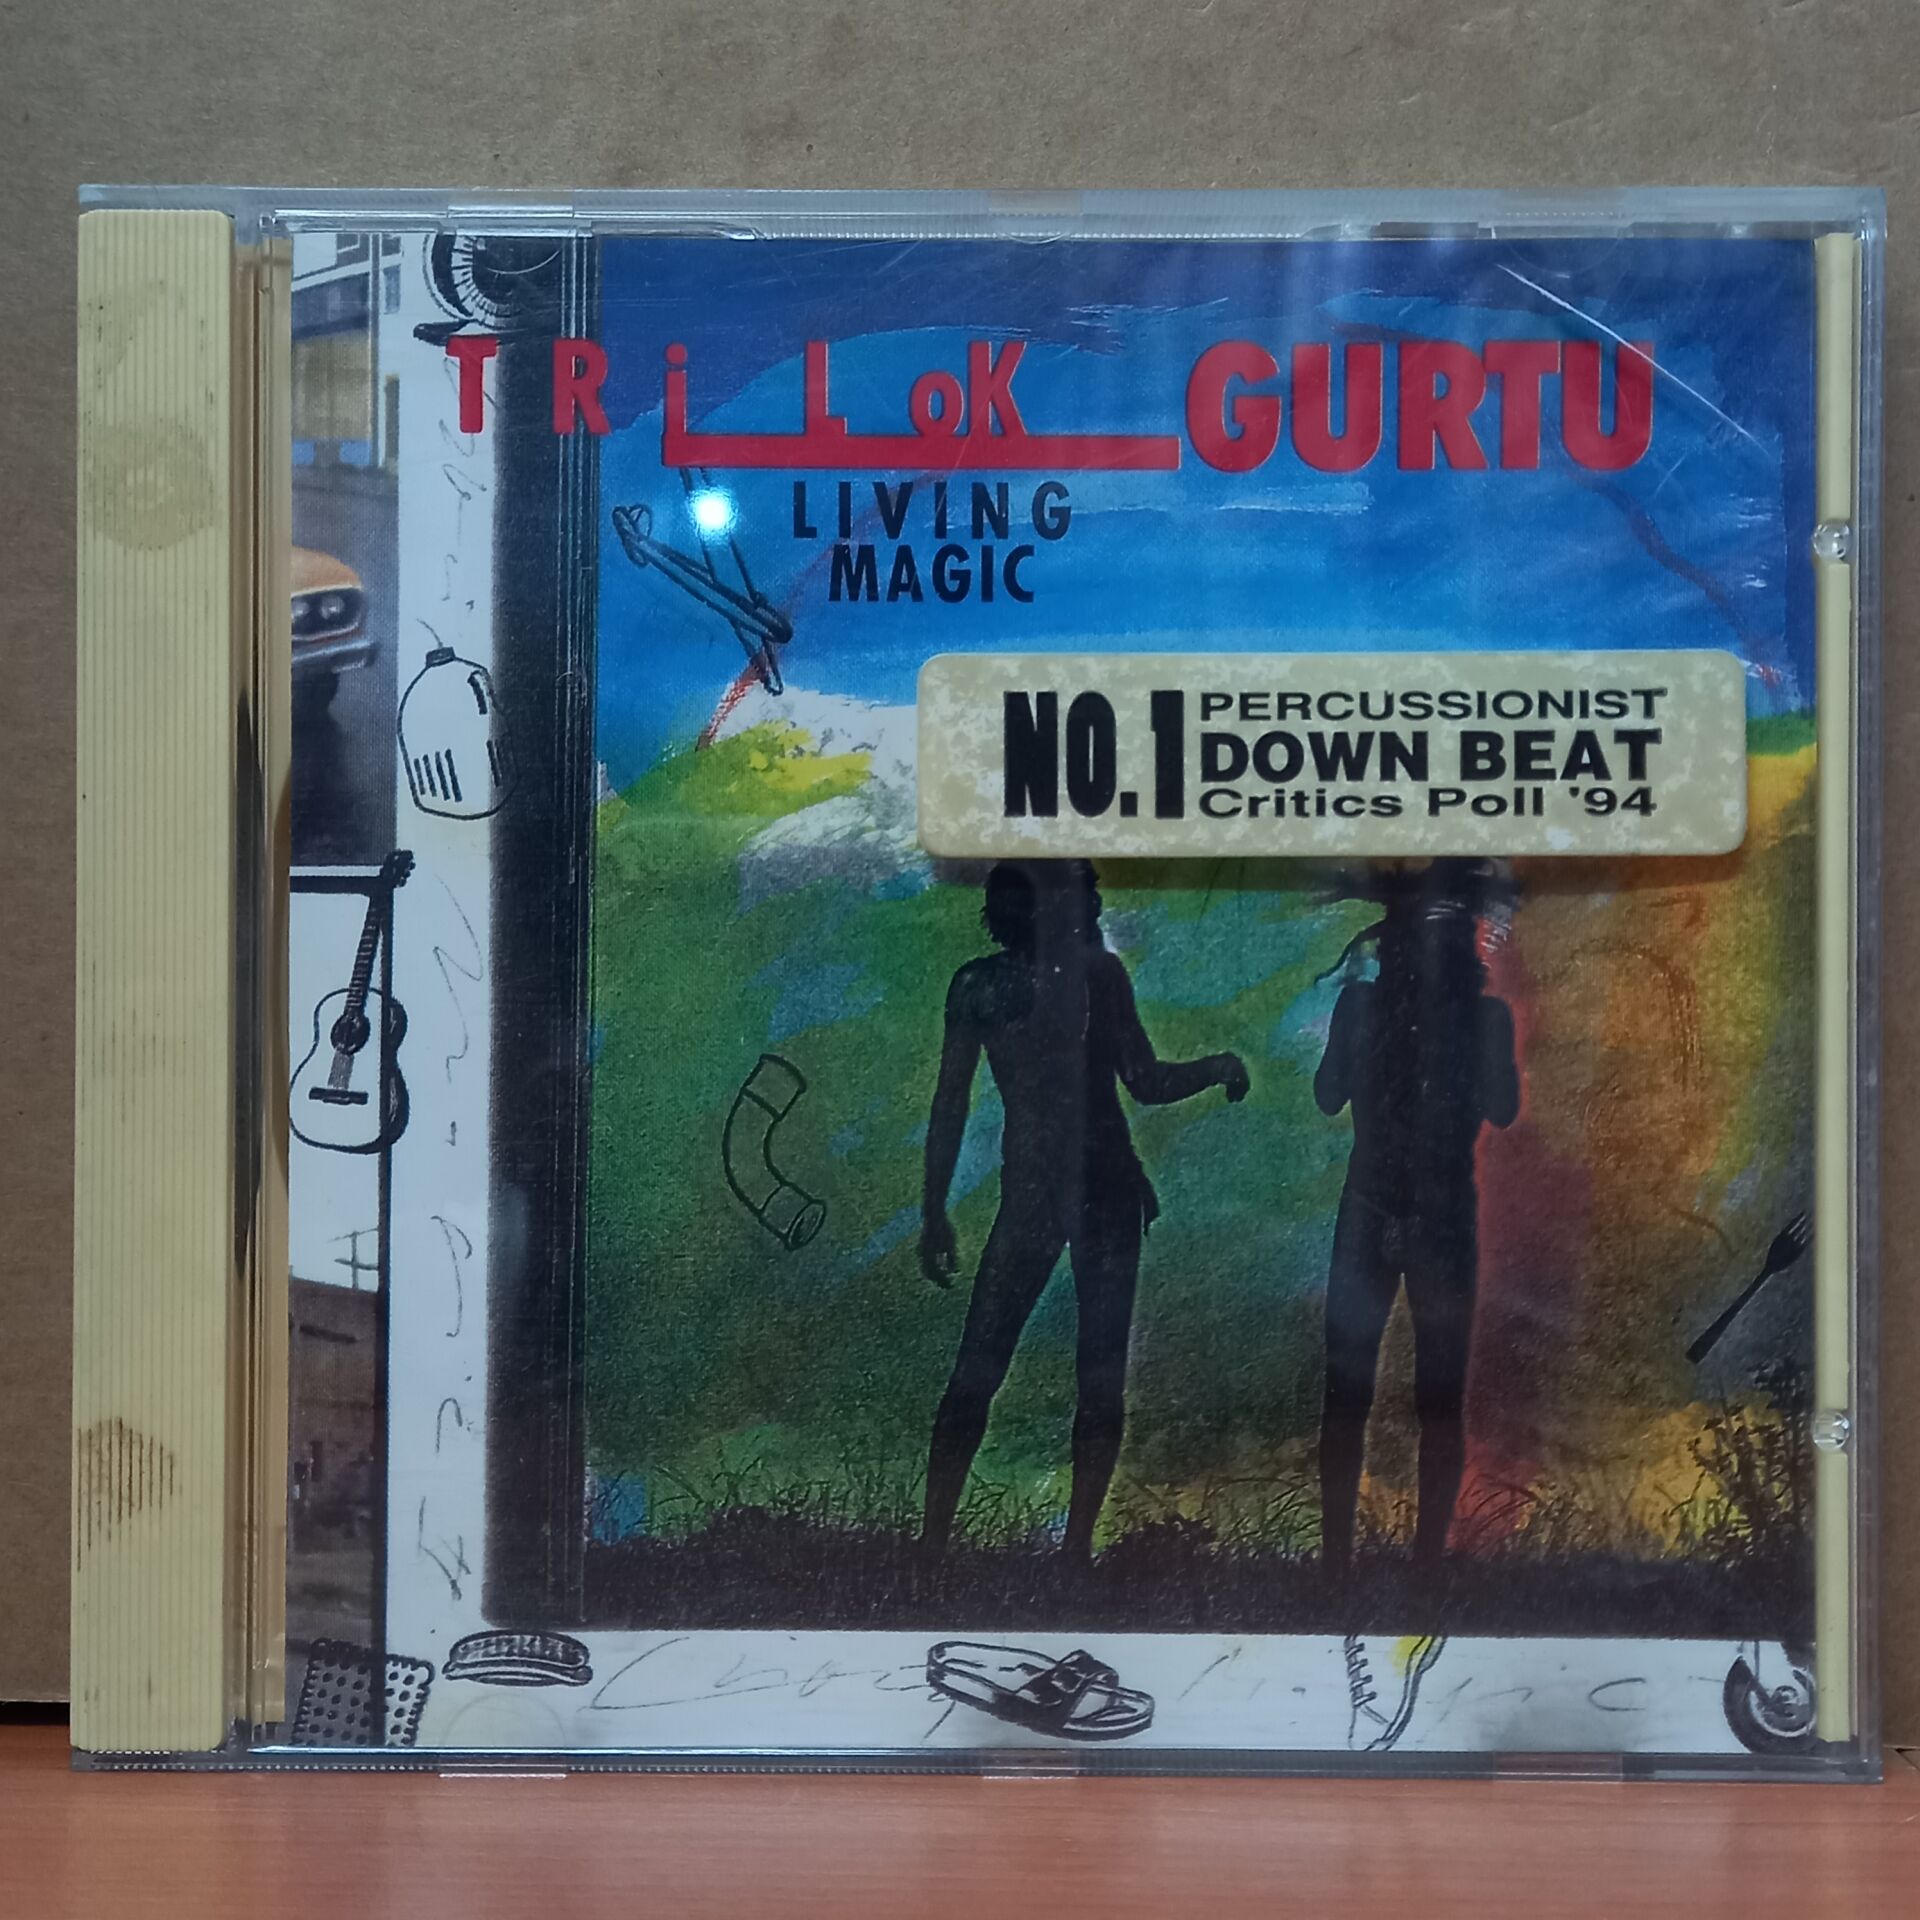 TRiLoK GURTU
LIVING
MAGIC
NO.1 PERCUSSIONIST
DOWN BEAT
Critics Poll '94